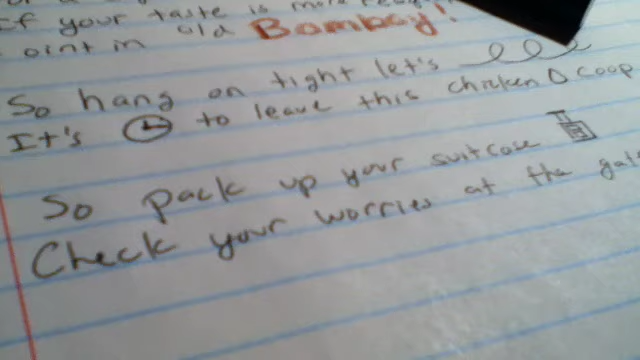 If your taste is more
oint in old Bombay!
So hang on tight let's
It's to leave this chicken coop
So pack up your suitcase
Check your worries at the gat